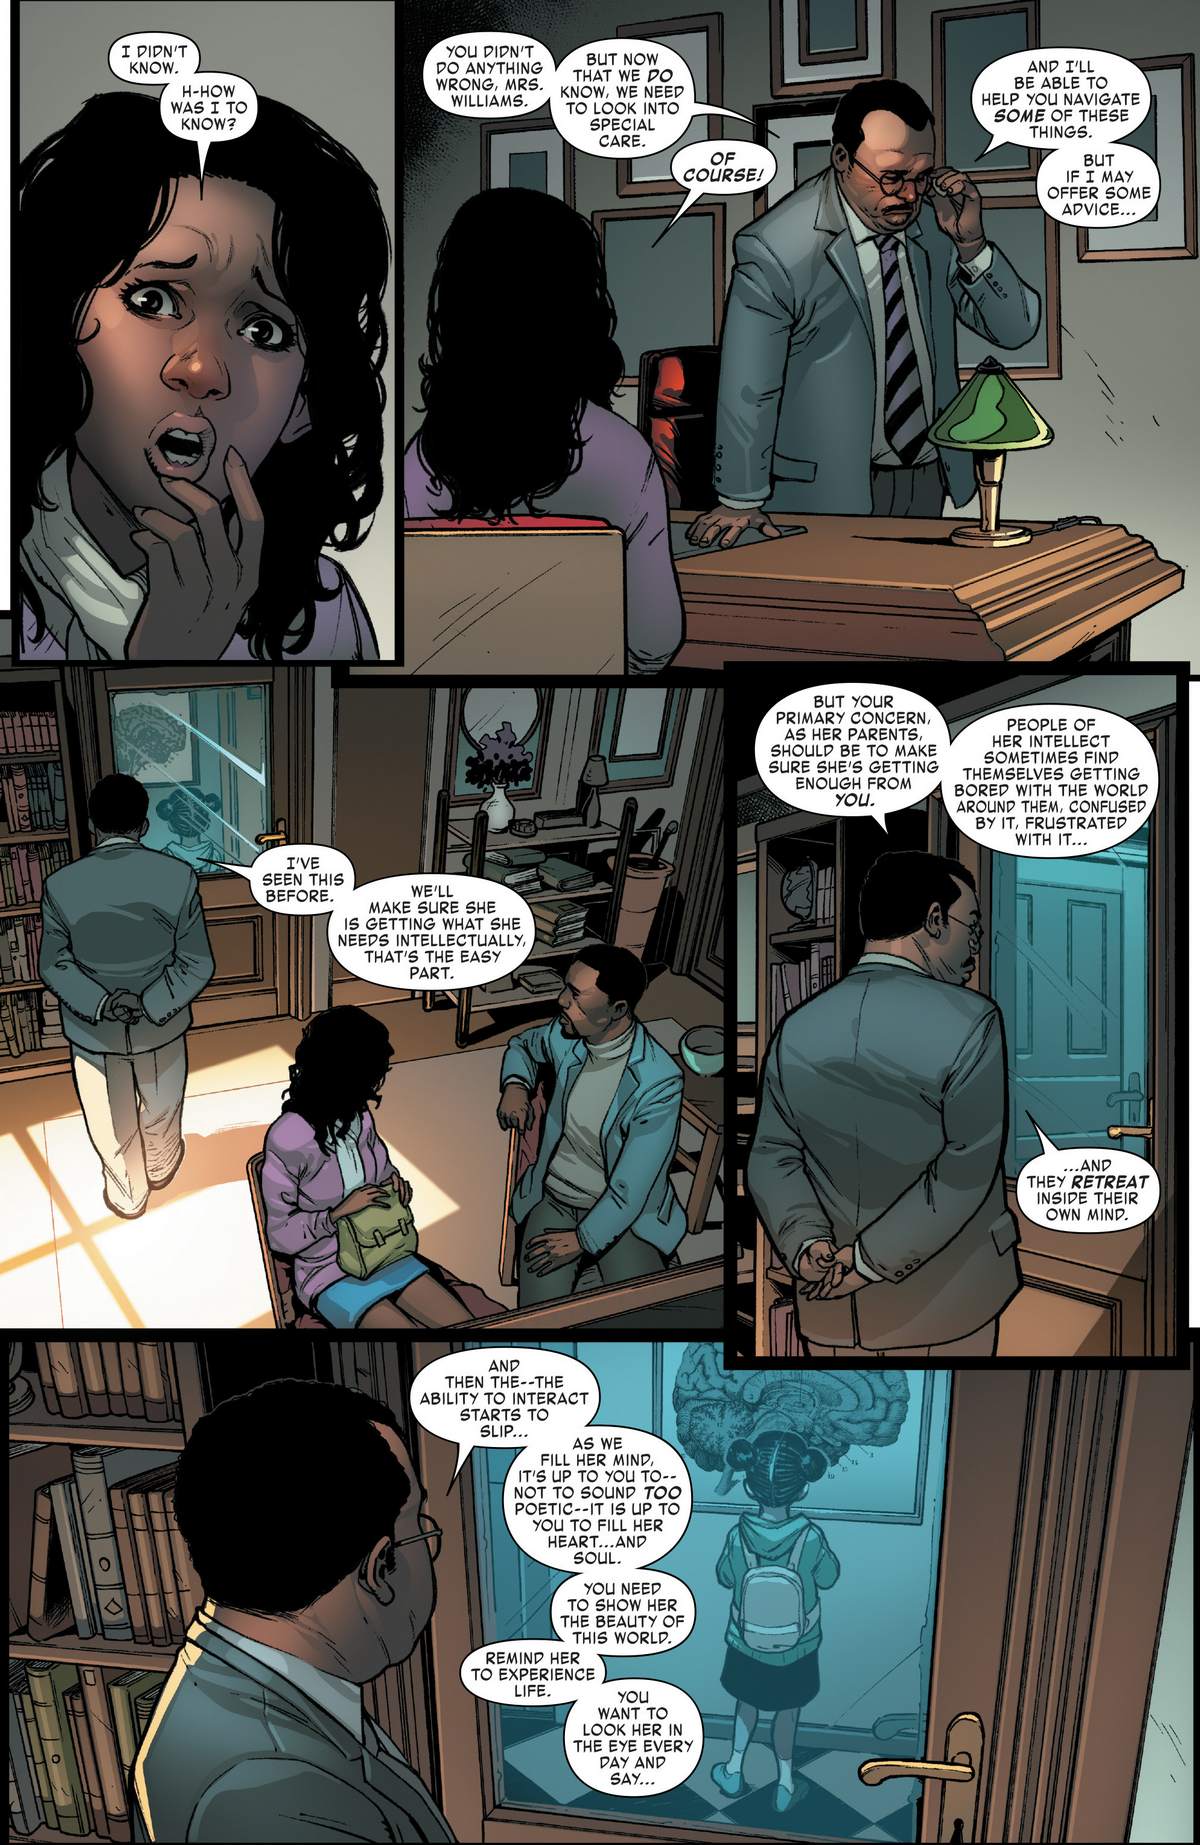 I DIDN'T
KNOW.
H-HOW
WAS I TO
KNOW?
YOU DIDN'T
DO ANYTHING
WRONG, MRS.
WILLIAMS.
BUT NOW
THAT WE DO
KNOW, WE NEED
TO LOOK INTO
SPECIAL
CARE.
OF
COURSE!
AND I'LL
BE ABLE TO
HELP YOU NAVIGATE
SOME OF THESE
THINGS.
BUT
IF I MAY
OFFER SOME
ADVICE...
I'VE
SEEN THIS
BEFORE.
WE'LL
MAKE SURE SHE
IS GETTING WHAT SHE
NEEDS INTELLECTUALLY,
THAT'S THE EASY
PART.
BUT YOUR
PRIMARY CONCERN,
AS HER PARENTS,
SHOULD BE TO MAKE
SURE SHE'S GETTING
ENOUGH FROM
YOU.
PEOPLE OF
HER INTELLECT
SOMETIMES FIND
THEMSELVES GETTING
BORED WITH THE WORLD
AROUND THEM, CONFUSED
BY IT, FRUSTRATED
WITH IT...
...AND
THEY RETREAT
INSIDE THEIR
OWN MIND.
AND
THEN THE--THE
ABILITY TO INTERACT
STARTS TO
SLIP...
AS WE
FILL HER MIND,
IT'S UP TO YOU TO--
NOT TO SOUND TOO
POETIC--IT IS UP TO
YOU TO FILL HER
HEART...AND
SOUL.
YOU NEED
TO SHOW HER
THE BEAUTY OF
THIS WORLD.
REMIND HER
TO EXPERIENCE
LIFE.
YOU
WANT TO
LOOK HER IN
THE EYE EVERY
DAY AND
SAY...